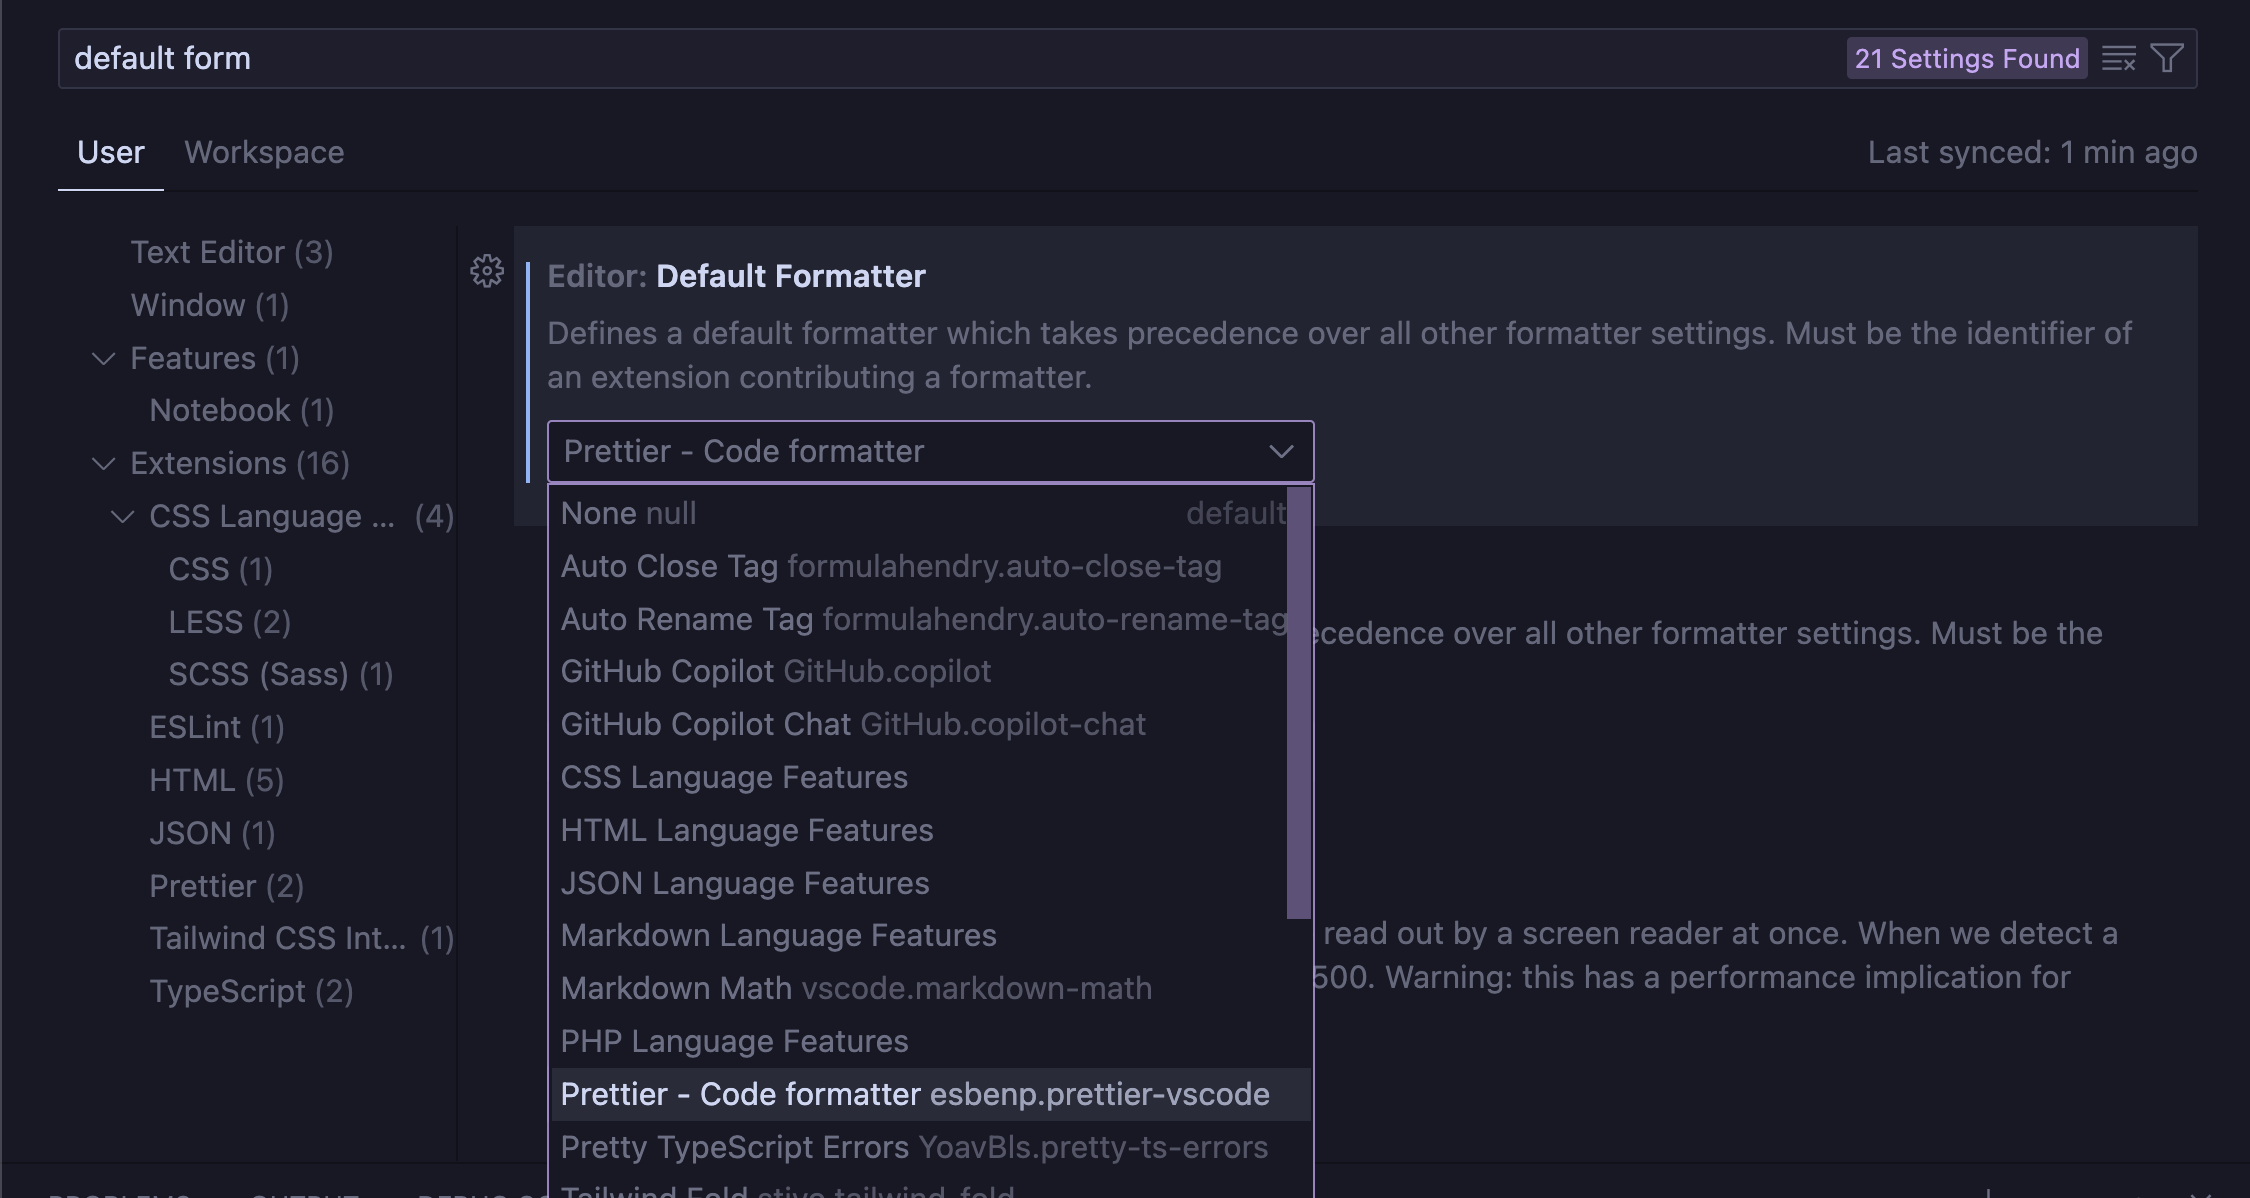 default form
21 Settings Found
User
Workspace
Last synced: 1 min ago
Text Editor (3)
Window (1)
Features (1)
Notebook (1)
Extensions (16)
CSS Language ... (4)
CSS (1)
LESS (2)
SCSS (Sass) (1)
ESLint (1)
HTML (5)
JSON (1)
Prettier (2)
Tailwind CSS Int... (1)
TypeScript (2)
Editor: Default Formatter
Defines a default formatter which takes precedence over all other formatter settings. Must be the identifier of
an extension contributing a formatter.
Prettier - Code formatter
None null default
Auto Close Tag formulahendry.auto-close-tag
Auto Rename Tag formulahendry.auto-rename-tag
GitHub Copilot GitHub.copilot
GitHub Copilot Chat GitHub.copilot-chat
CSS Language Features
HTML Language Features
JSON Language Features
Markdown Language Features
Markdown Math vscode.markdown-math
PHP Language Features
Prettier - Code formatter esbenp.prettier-vscode
Pretty TypeScript Errors YoavBls.pretty-ts-errors
Tailwind Fold stivo.tailwind-fold
ecedence over all other formatter settings. Must be the
read out by a screen reader at once. When we detect a
500. Warning: this has a performance implication for
PROBLEMS
OUTPUT